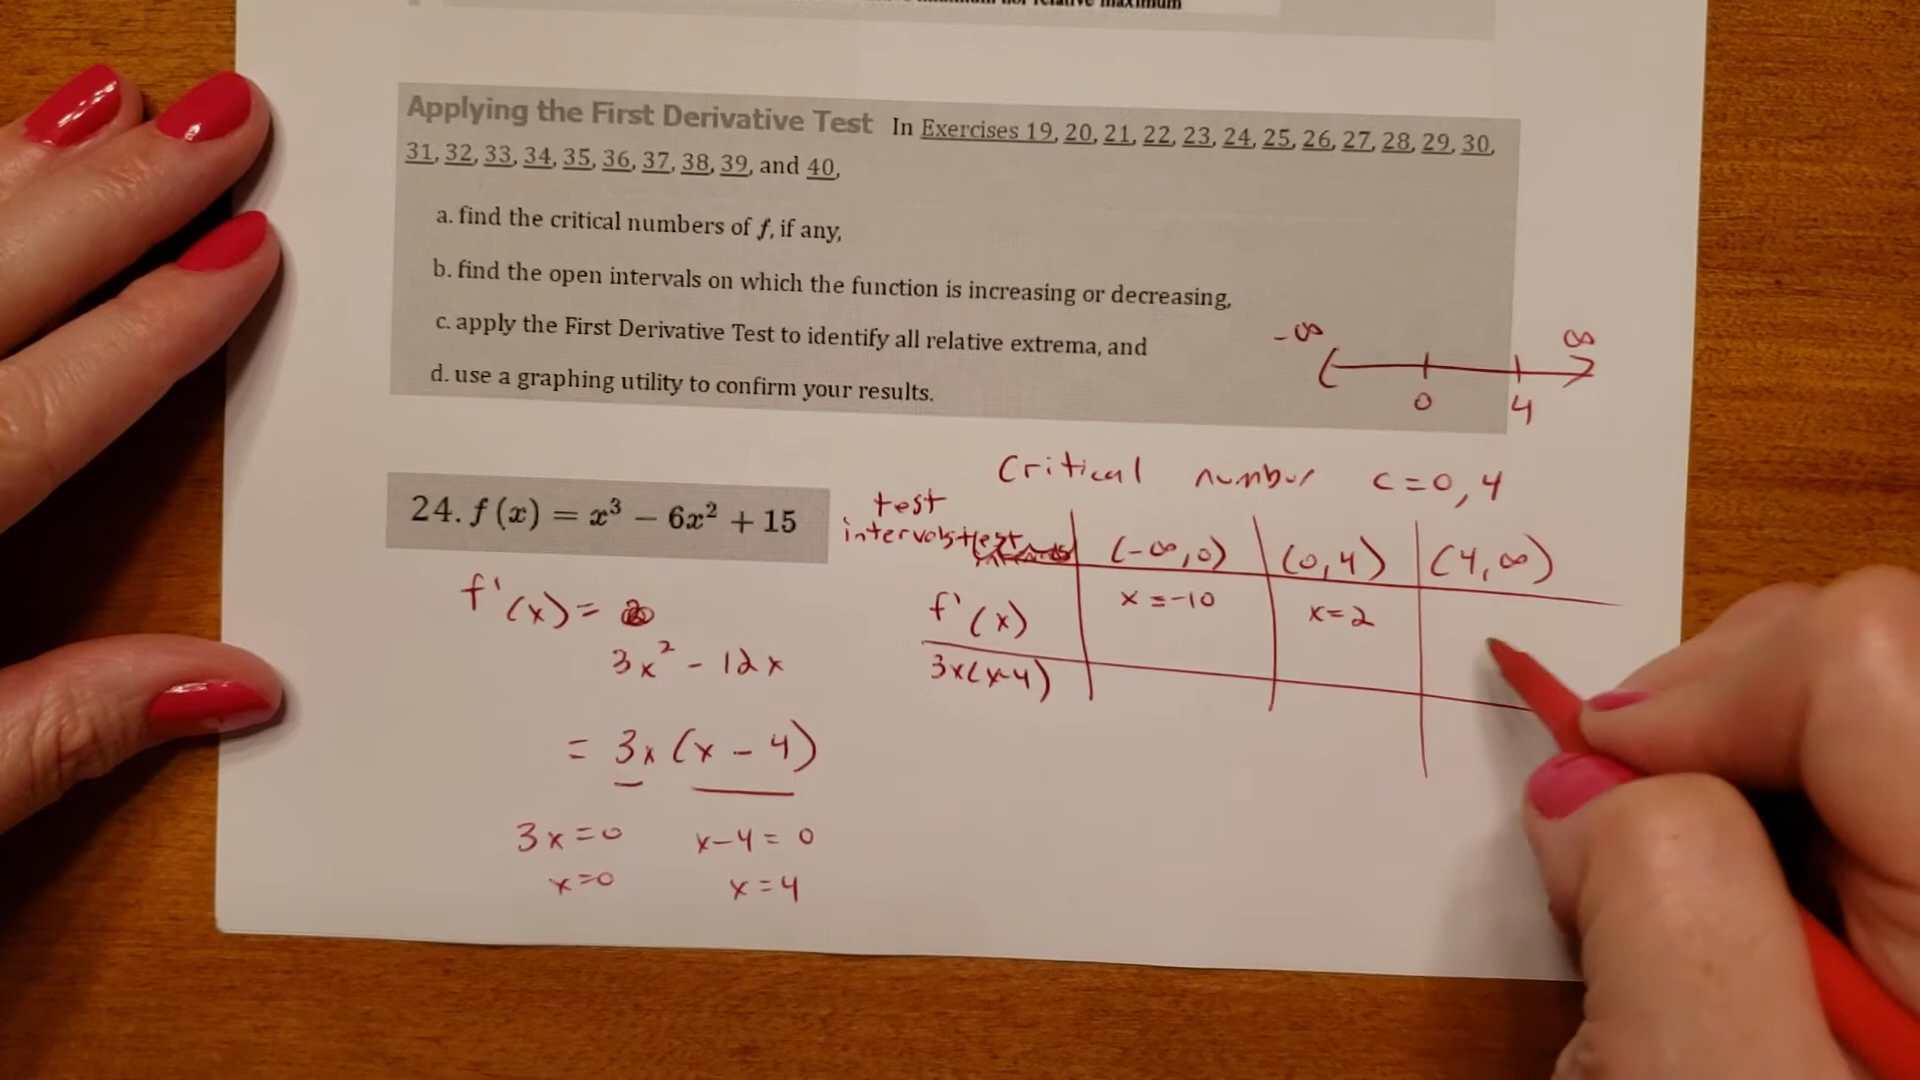 nor relative maximum
Applying the First Derivative Test In Exercises 19, 20, 21, 22, 23, 24, 25, 26, 27, 28, 29, 30,
31, 32, 33, 34, 35, 36, 37, 38, 39, and 40,
a. find the critical numbers of f, if any,
b. find the open intervals on which the function is increasing or decreasing,
c. apply the First Derivative Test to identify all relative extrema, and
d. use a graphing utility to confirm your results.
-∞ ∞
0 4
Critical number c=0,4
24. f(x) = x³ − 6x² + 15
test
intervals test (-∞,0) (0,4) (4,∞)
f'(x) x=-10 x=2
3x(x-4)
f'(x)=
3x² - 12x
= 3x(x-4)
3x=0 x-4=0
x=0 x=4